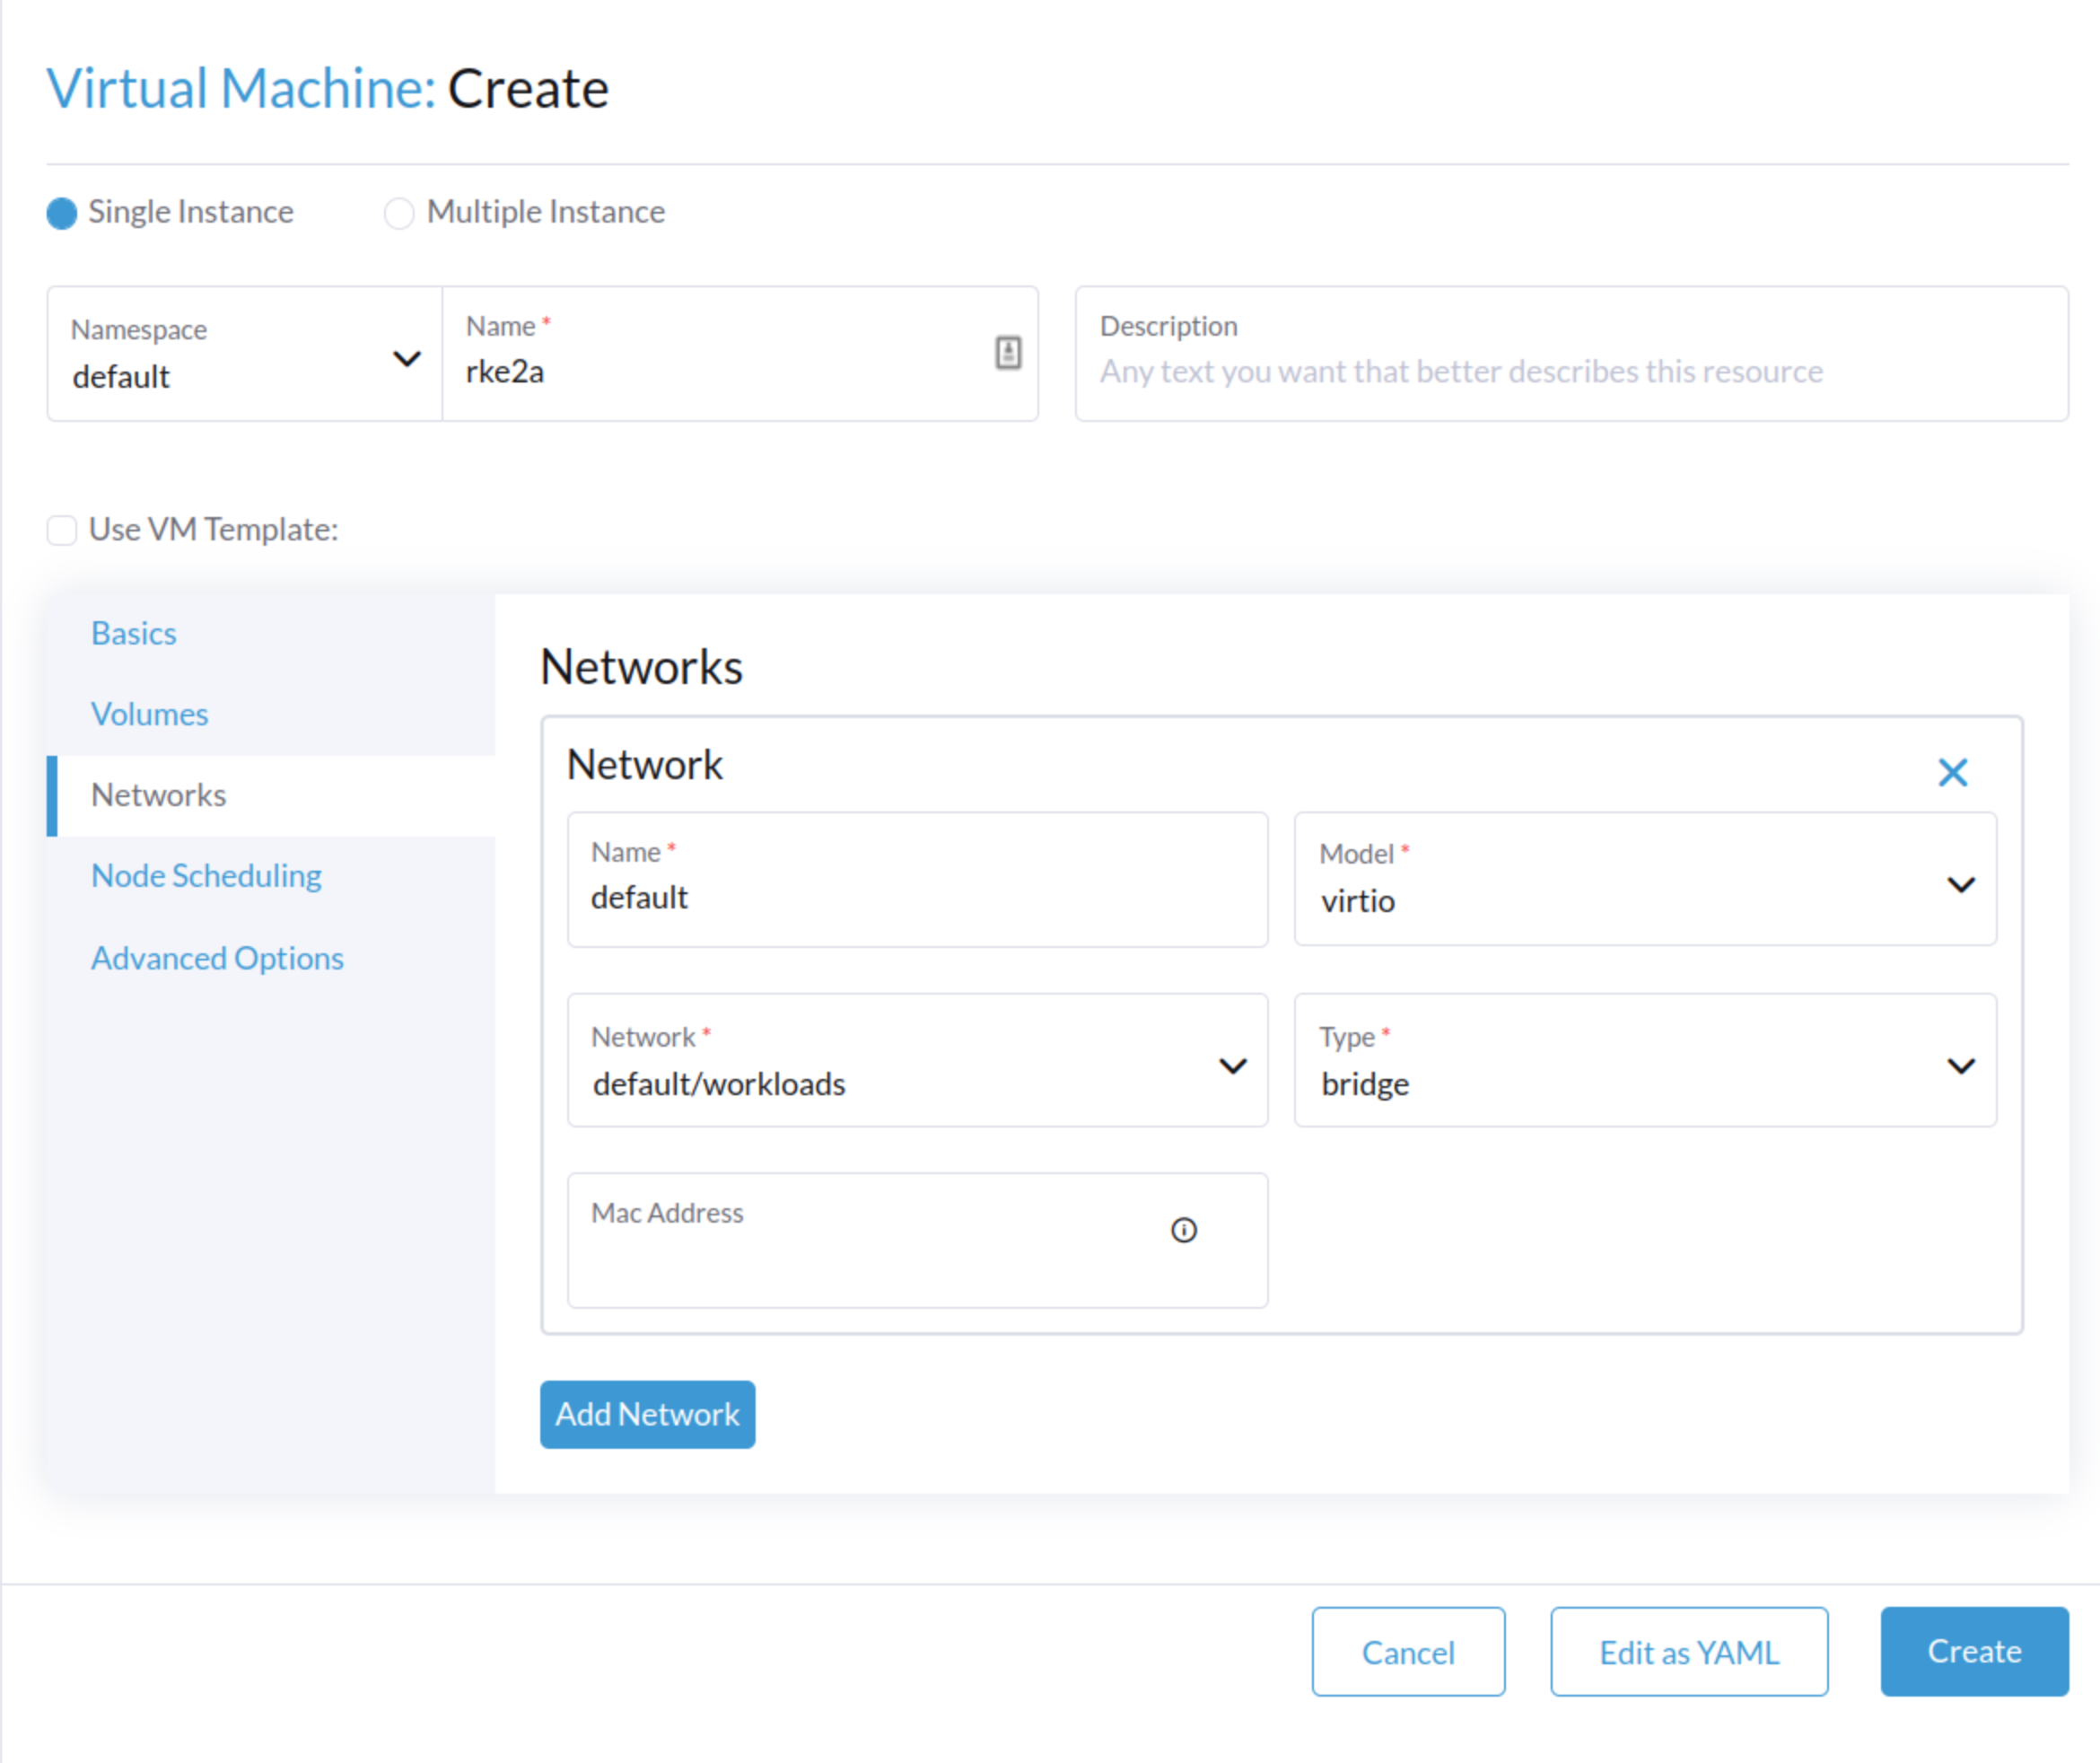 Virtual Machine: Create
Single Instance Multiple Instance
Namespace
default
Name *
rke2a
Description
Any text you want that better describes this resource
Use VM Template:
Basics
Volumes
Networks
Node Scheduling
Advanced Options
Networks
Network
Name *
default
Model *
virtio
Network *
default/workloads
Type *
bridge
Mac Address
Add Network
Cancel
Edit as YAML
Create